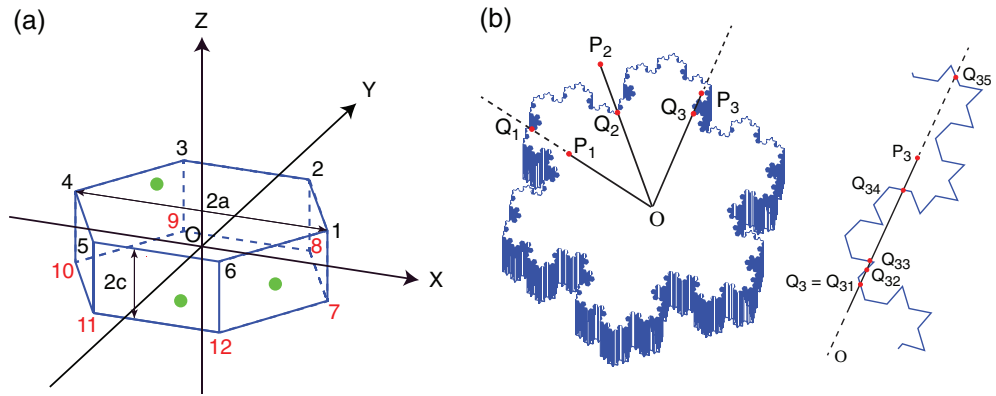 (a)
Z
Y
3
2
4
2a
1
9
O
8
5
10
6
X
2c
7
11
12
(b)
P2
P3
Q1
Q2
Q3
P1
O
Q35
P3
Q34
Q33
Q32
Q3 = Q31
O